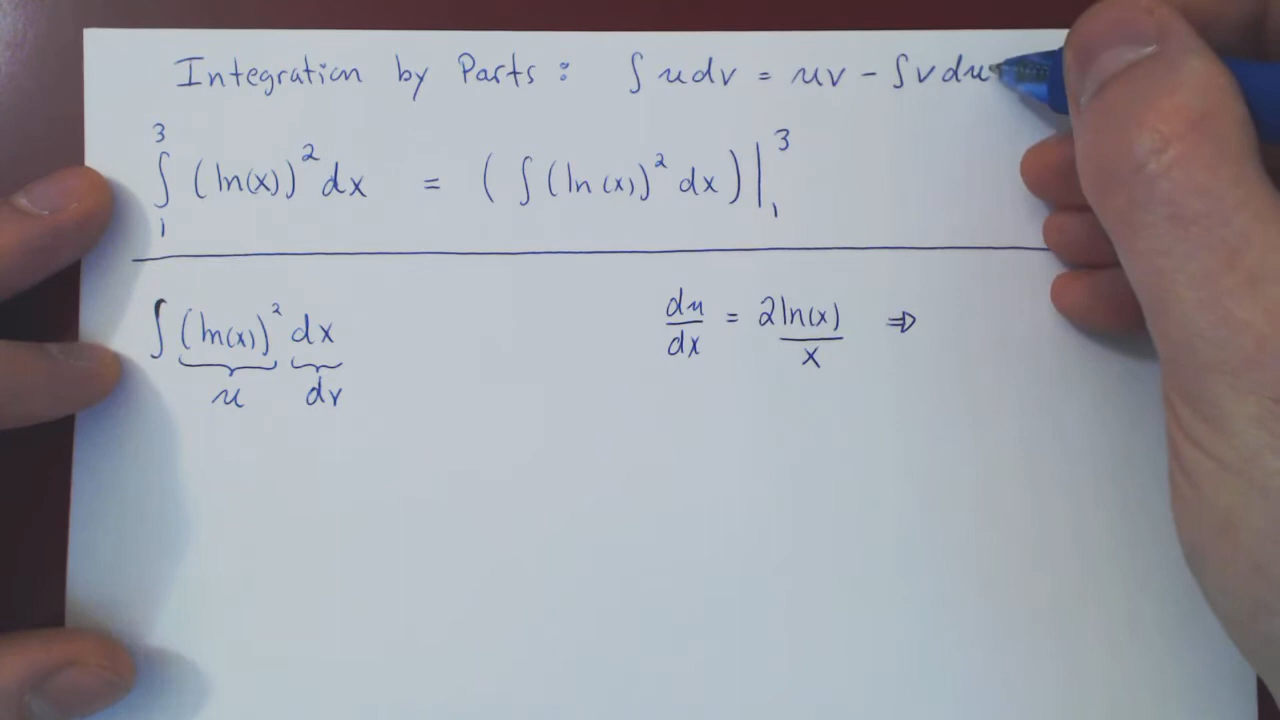 Integration by Parts : ∫ u dv = uv - ∫ v du
∫₁³ (ln(x))² dx = ( ∫ (ln(x))² dx ) |₁³
∫ (ln(x))² dx du/dx = 2ln(x)/x ⇒
u dv